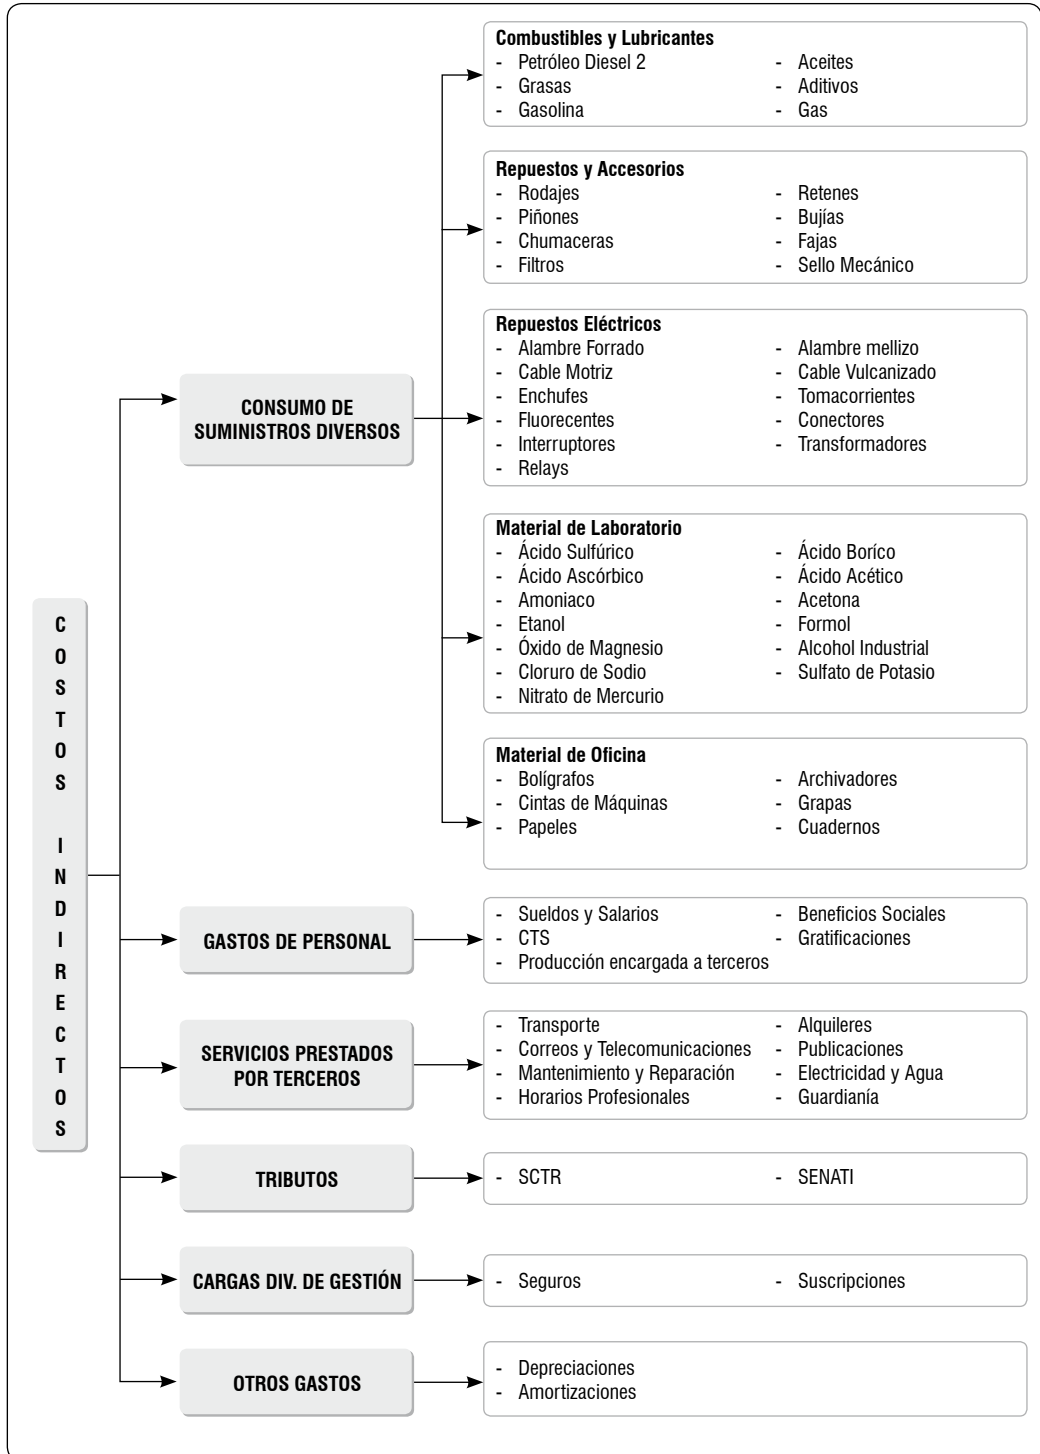 COSTOS INDIRECTOS
CONSUMO DE
SUMINISTROS DIVERSOS
Combustibles y Lubricantes
- Petróleo Diesel 2 - Aceites
- Grasas - Aditivos
- Gasolina - Gas
Repuestos y Accesorios
- Rodajes - Retenes
- Piñones - Bujías
- Chumaceras - Fajas
- Filtros - Sello Mecánico
Repuestos Eléctricos
- Alambre Forrado - Alambre mellizo
- Cable Motriz - Cable Vulcanizado
- Enchufes - Tomacorrientes
- Fluorecentes - Conectores
- Interruptores - Transformadores
- Relays
Material de Laboratorio
- Ácido Sulfúrico - Ácido Boríco
- Ácido Ascórbico - Ácido Acético
- Amoniaco - Acetona
- Etanol - Formol
- Óxido de Magnesio - Alcohol Industrial
- Cloruro de Sodio - Sulfato de Potasio
- Nitrato de Mercurio
Material de Oficina
- Bolígrafos - Archivadores
- Cintas de Máquinas - Grapas
- Papeles - Cuadernos
GASTOS DE PERSONAL
- Sueldos y Salarios - Beneficios Sociales
- CTS - Gratificaciones
- Producción encargada a terceros
SERVICIOS PRESTADOS
POR TERCEROS
- Transporte - Alquileres
- Correos y Telecomunicaciones - Publicaciones
- Mantenimiento y Reparación - Electricidad y Agua
- Horarios Profesionales - Guardianía
TRIBUTOS
- SCTR - SENATI
CARGAS DIV. DE GESTIÓN
- Seguros - Suscripciones
OTROS GASTOS
- Depreciaciones
- Amortizaciones